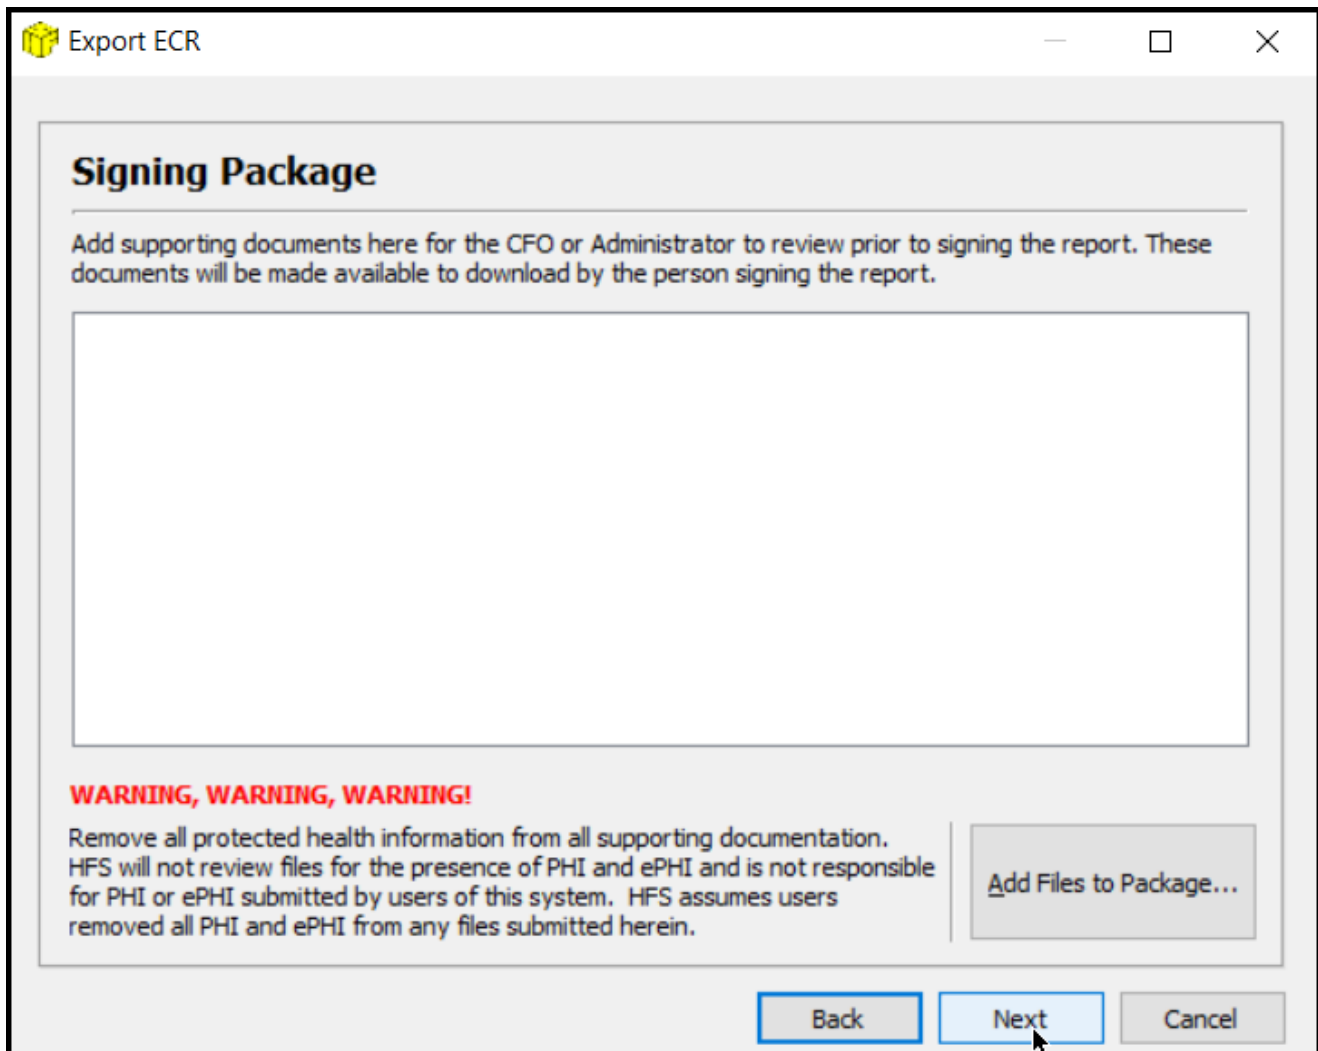 Export ECR
Signing Package
Add supporting documents here for the CFO or Administrator to review prior to signing the report. These
documents will be made available to download by the person signing the report.
WARNING, WARNING, WARNING!
Remove all protected health information from all supporting documentation.
HFS will not review files for the presence of PHI and ePHI and is not responsible
for PHI or ePHI submitted by users of this system.  HFS assumes users
removed all PHI and ePHI from any files submitted herein.
Add Files to Package...
Back
Next
Cancel